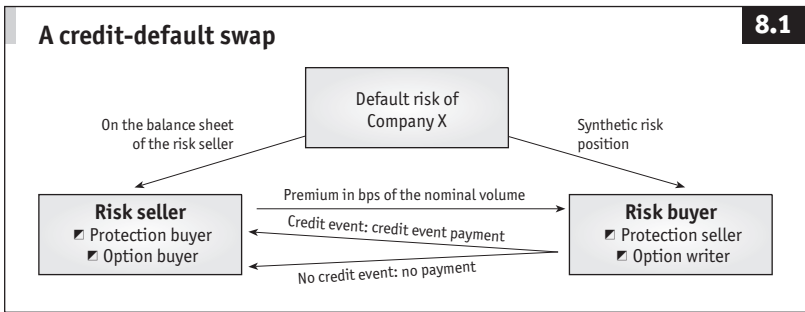 8.1
A credit-default swap
Default risk of
Company X
On the balance sheet
of the risk seller
Synthetic risk
position
Risk seller
Protection buyer
Option buyer
Premium in bps of the nominal volume
Credit event: credit event payment
No credit event: no payment
Risk buyer
Protection seller
Option writer